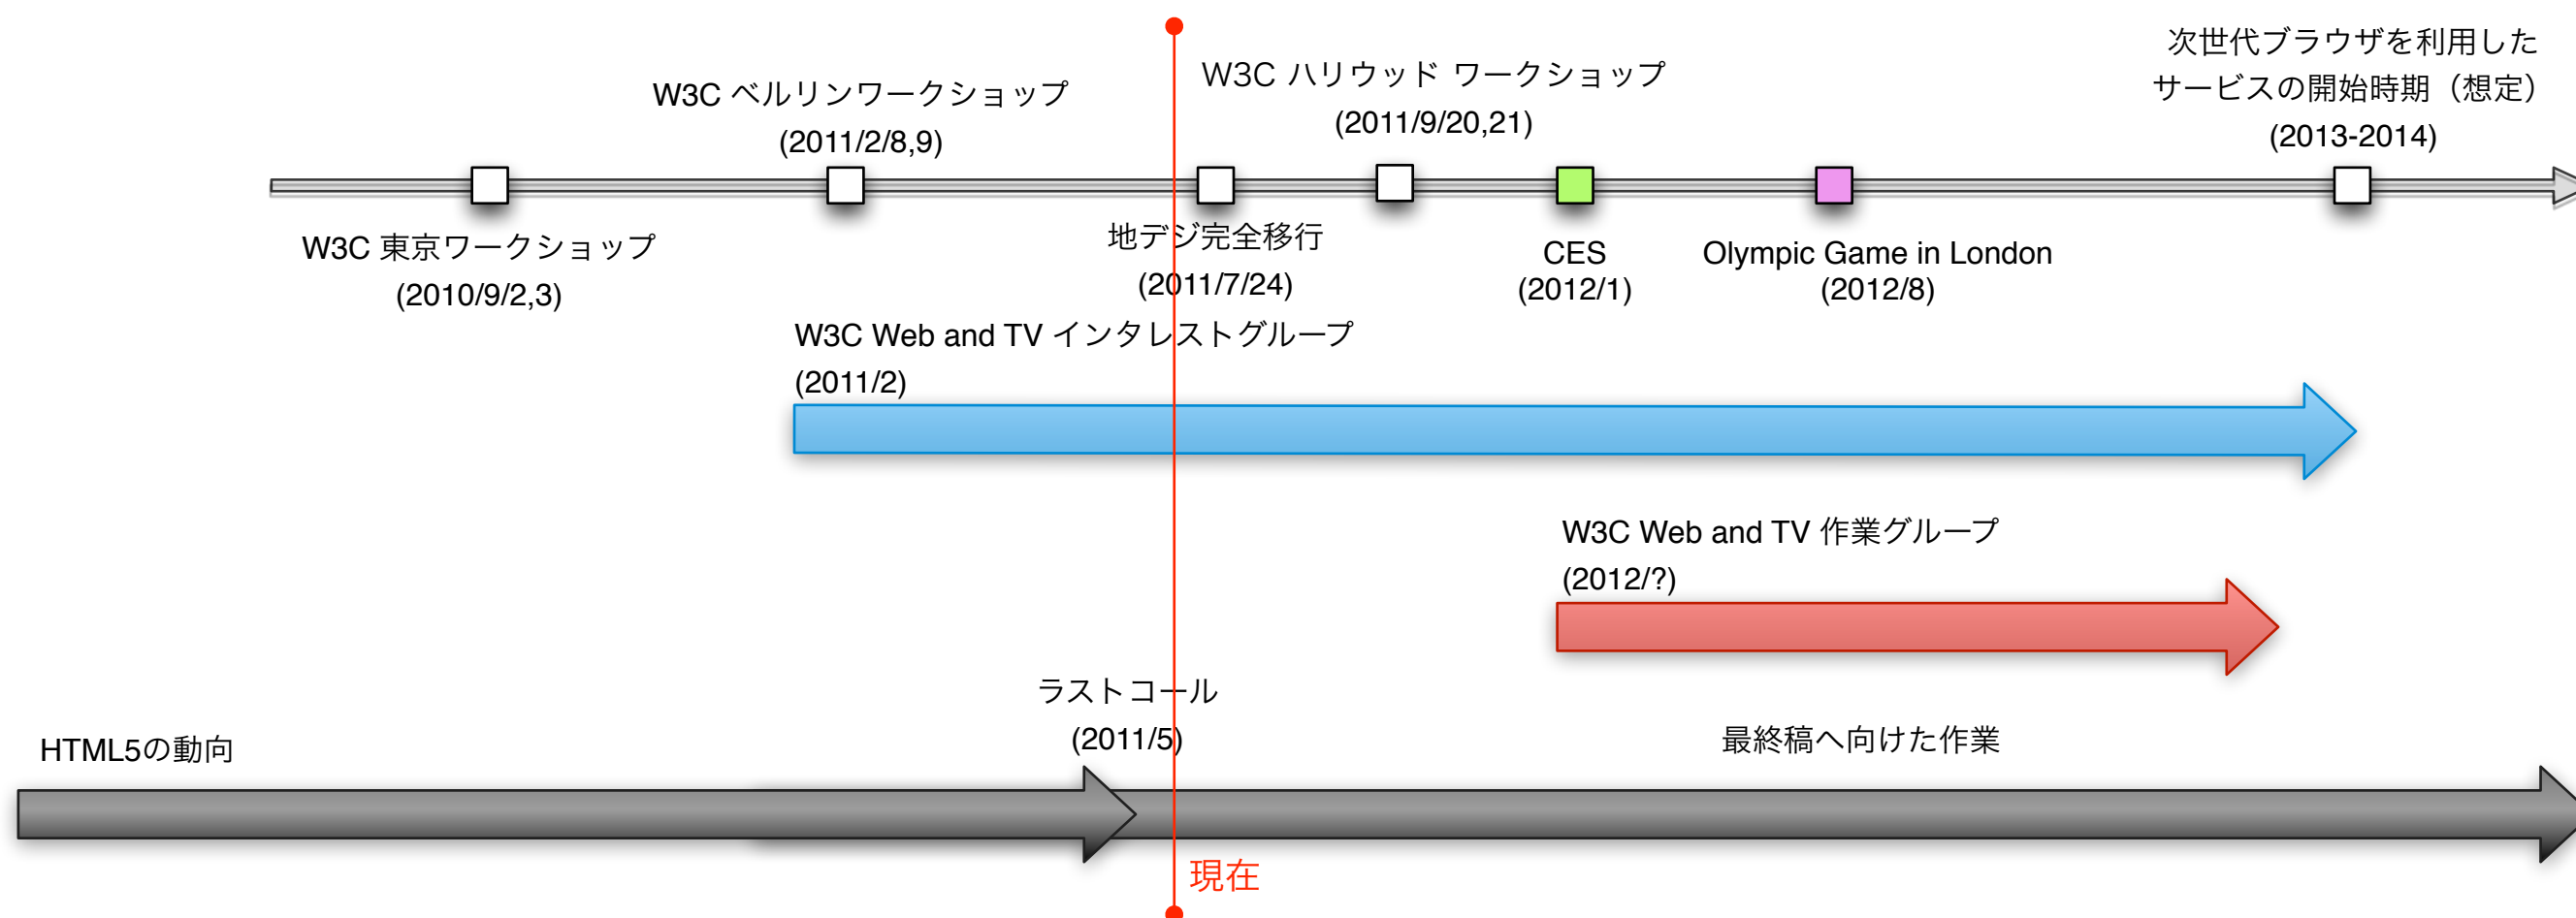 次世代ブラウザを利用した
サービスの開始時期（想定）
(2013-2014)
W3C ハリウッド ワークショップ
(2011/9/20,21)
W3C ベルリンワークショップ
(2011/2/8,9)
W3C 東京ワークショップ
(2010/9/2,3)
地デジ完全移行
(2011/7/24)
CES
(2012/1)
Olympic Game in London
(2012/8)
W3C Web and TV インタレストグループ
(2011/2)
W3C Web and TV 作業グループ
(2012/?)
ラストコール
(2011/5)
HTML5の動向
最終稿へ向けた作業
現在